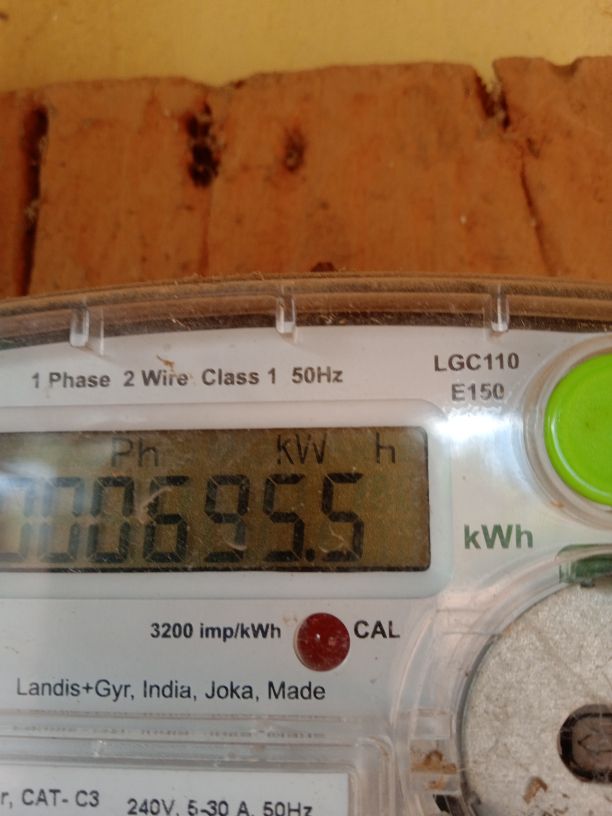 1 Phase 2 Wire Class 1 50Hz
LGC110
E150
Ph kW h
000695.5
kWh
3200 imp/kWh CAL
Landis+Gyr, India, Joka, Made
CAT- C3 240V, 5-30 A, 50Hz